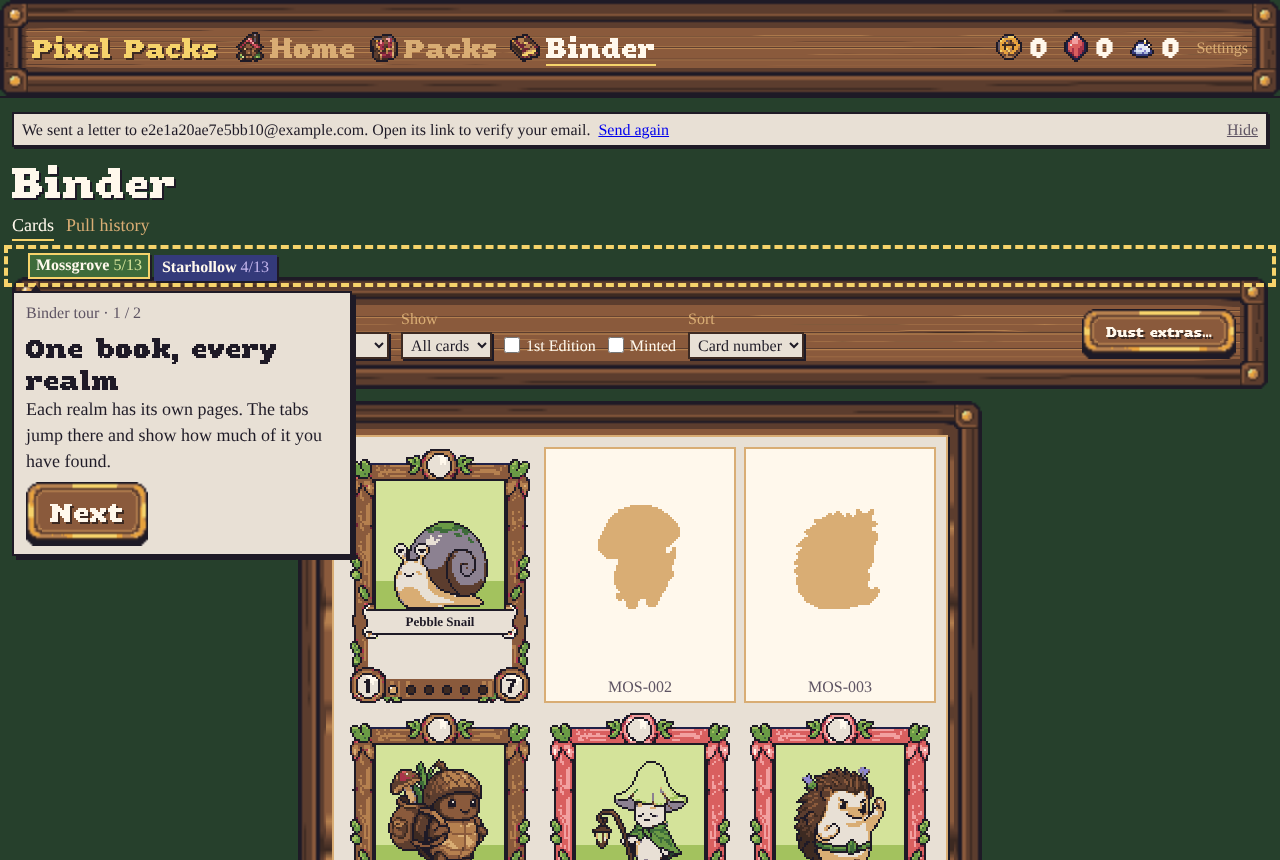 Pixel Packs Home Packs Binder 0 0 0 Settings
We sent a letter to e2e1a20ae7e5bb10@example.com. Open its link to verify your email. Send again Hide
Binder
Cards Pull history
Mossgrove 5/13 Starhollow 4/13
Binder tour · 1 / 2
One book, every
realm
Each realm has its own pages. The tabs
jump there and show how much of it you
have found.
Next
Show Sort
All cards 1st Edition Minted Card number Dust extras...
Pebble Snail
1 7
MOS-002 MOS-003